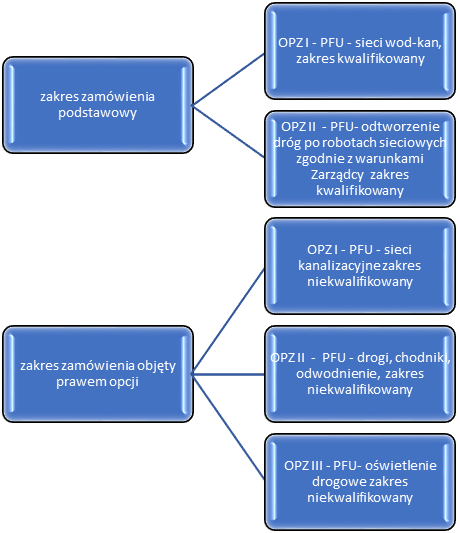 zakres zamówienia
podstawowy
OPZ I - PFU - sieci wod-kan,
zakres kwalifikowany
OPZ II - PFU- odtworzenie
dróg po robotach sieciowych
zgodnie z warunkami
Zarządcy zakres
kwalifikowany
zakres zamówienia objęty
prawem opcji
OPZ I - PFU - sieci
kanalizacyjne zakres
niekwalifikowany
OPZ II - PFU - drogi, chodniki,
odwodnienie, zakres
niekwalifikowany
OPZ III - PFU- oświetlenie
drogowe zakres
niekwalifikowany